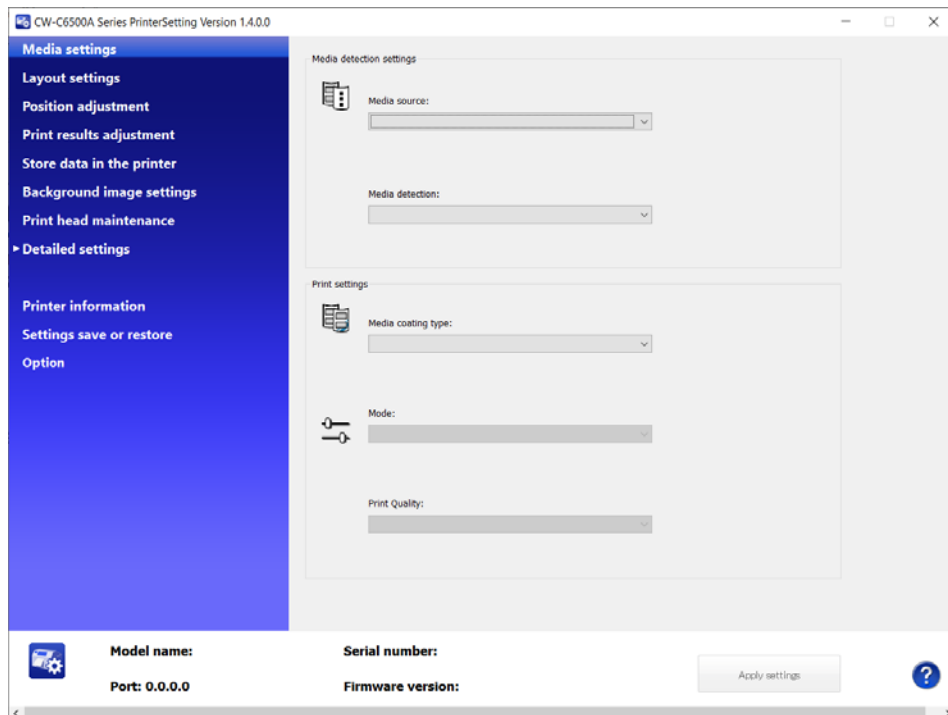 CW-C6500A Series PrinterSetting Version 1.4.0.0
Media settings
Layout settings
Position adjustment
Print results adjustment
Store data in the printer
Background image settings
Print head maintenance
Detailed settings
Printer information
Settings save or restore
Option
Media detection settings
Media source:
Media detection:
Print settings
Media coating type:
Mode:
Print Quality:
Model name:
Serial number:
Port: 0.0.0.0
Firmware version:
Apply settings
?